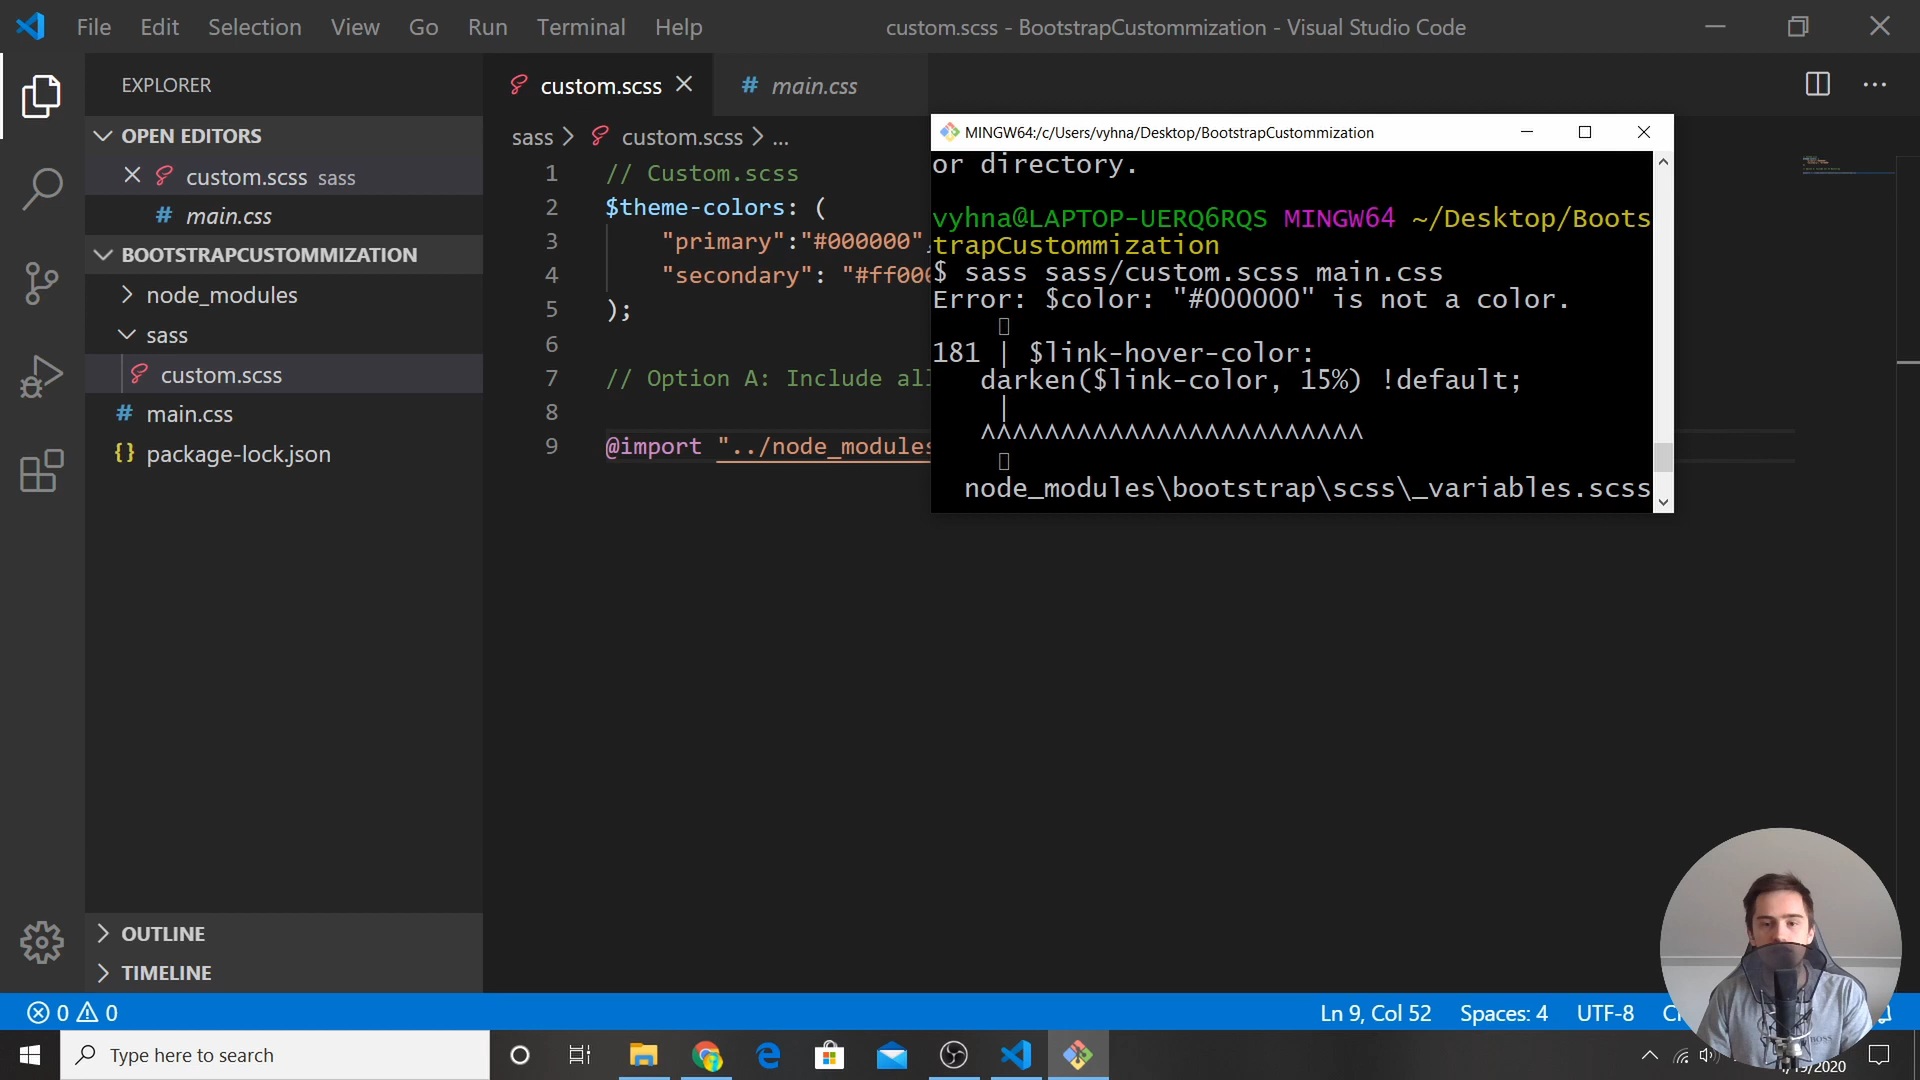 File Edit Selection View Go Run Terminal Help custom.scss - BootstrapCustommization - Visual Studio Code
EXPLORER
OPEN EDITORS
custom.scss sass
# main.css
BOOTSTRAPCUSTOMMIZATION
node_modules
sass
custom.scss
# main.css
{} package-lock.json
OUTLINE
TIMELINE
custom.scss # main.css
sass > custom.scss > ...
1 // Custom.scss
2 $theme-colors: (
3 "primary":"#000000",
4 "secondary": "#ff000
5 );
6
7 // Option A: Include all
8
9 @import "../node_modules
MINGW64:/c/Users/vyhna/Desktop/BootstrapCustommization
or directory.
vyhna@LAPTOP-UERQ6RQS MINGW64 ~/Desktop/Boots
trapCustommization
$ sass sass/custom.scss main.css
Error: $color: "#000000" is not a color.
181 | $link-hover-color:
darken($link-color, 15%) !default;
|
^^^^^^^^^^^^^^^^^^^^^^^^
node_modules\bootstrap\scss\_variables.scss
0 0 Ln 9, Col 52 Spaces: 4 UTF-8
Type here to search